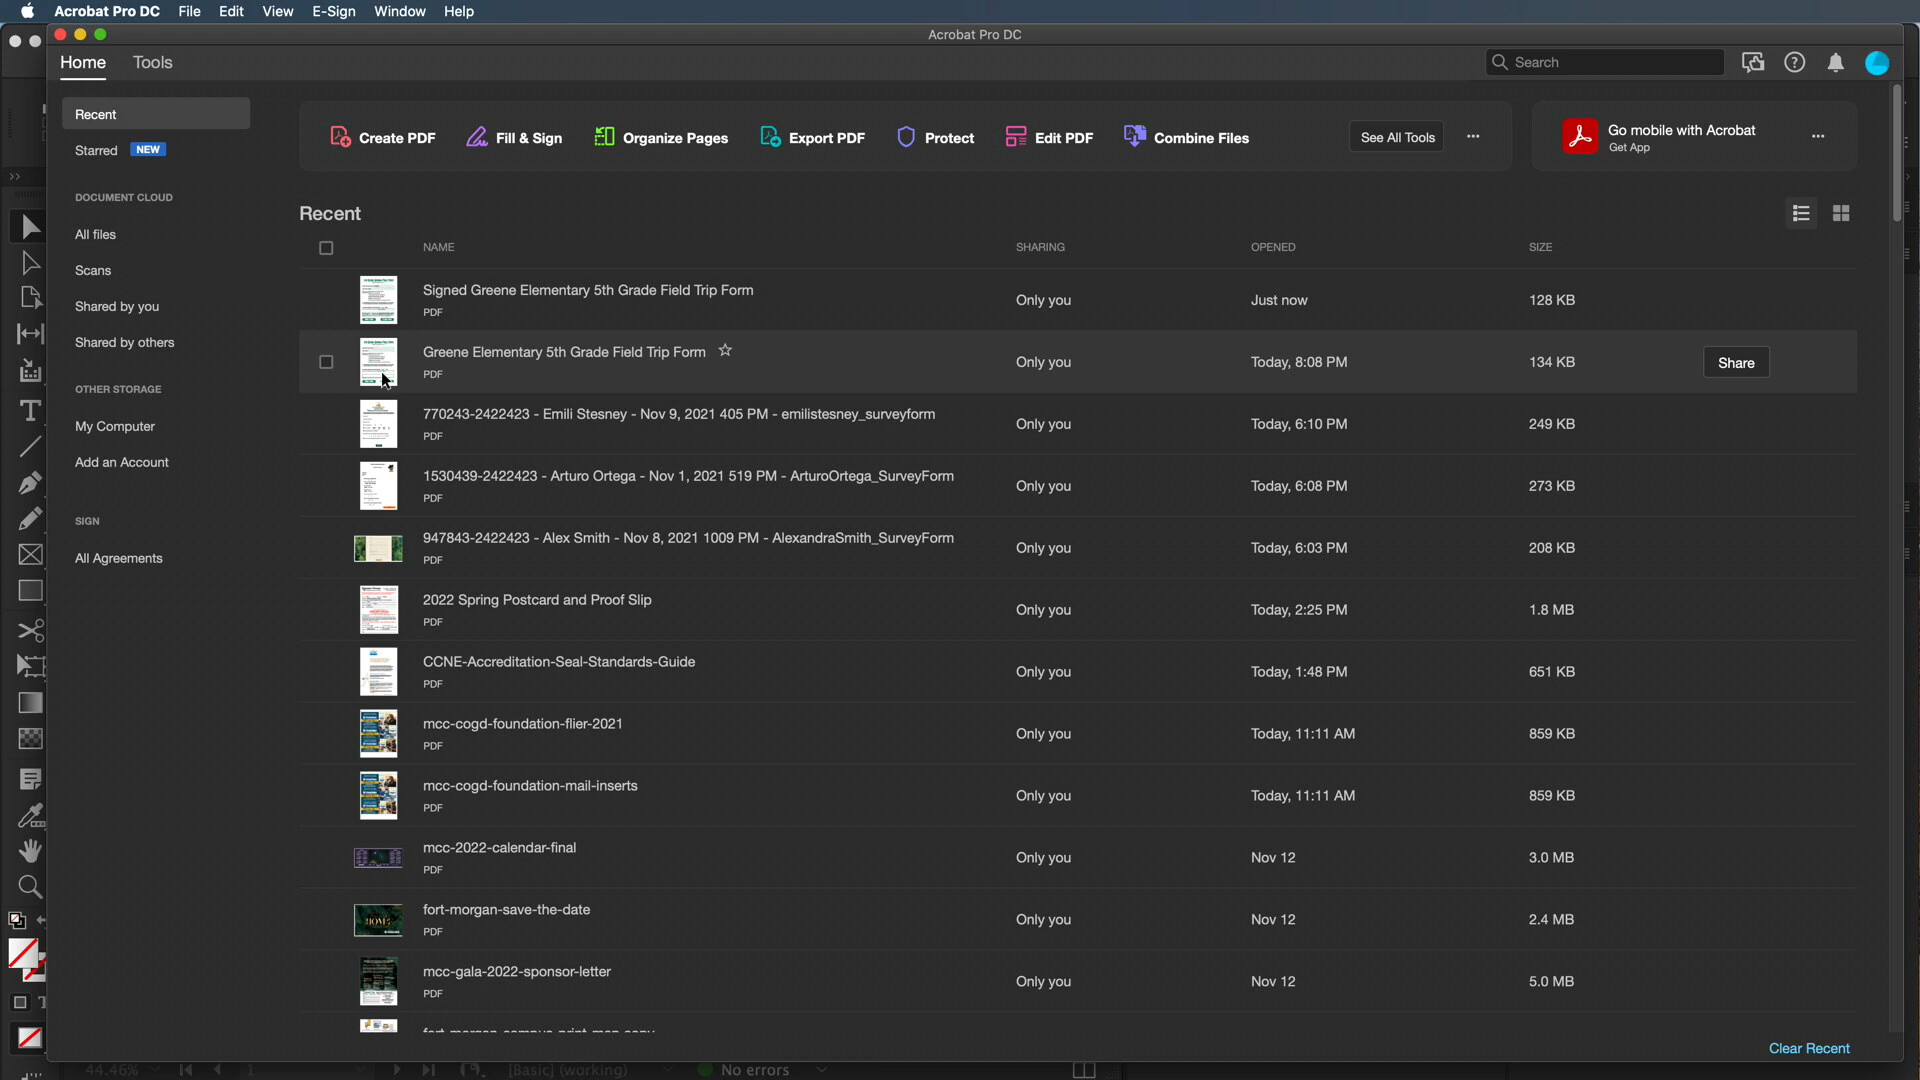 Acrobat Pro DC File Edit View E-Sign Window Help
Acrobat Pro DC
Home Tools
Search
Recent
Starred NEW
DOCUMENT CLOUD
All files
Scans
Shared by you
Shared by others
OTHER STORAGE
My Computer
Add an Account
SIGN
All Agreements
Create PDF Fill & Sign Organize Pages Export PDF Protect Edit PDF Combine Files See All Tools
Go mobile with Acrobat
Get App
Recent
NAME SHARING OPENED SIZE
Signed Greene Elementary 5th Grade Field Trip Form
PDF
Only you Just now 128 KB
Greene Elementary 5th Grade Field Trip Form
PDF
Only you Today, 8:08 PM 134 KB Share
770243-2422423 - Emili Stesney - Nov 9, 2021 405 PM - emilistesney_surveyform
PDF
Only you Today, 6:10 PM 249 KB
1530439-2422423 - Arturo Ortega - Nov 1, 2021 519 PM - ArturoOrtega_SurveyForm
PDF
Only you Today, 6:08 PM 273 KB
947843-2422423 - Alex Smith - Nov 8, 2021 1009 PM - AlexandraSmith_SurveyForm
PDF
Only you Today, 6:03 PM 208 KB
2022 Spring Postcard and Proof Slip
PDF
Only you Today, 2:25 PM 1.8 MB
CCNE-Accreditation-Seal-Standards-Guide
PDF
Only you Today, 1:48 PM 651 KB
mcc-cogd-foundation-flier-2021
PDF
Only you Today, 11:11 AM 859 KB
mcc-cogd-foundation-mail-inserts
PDF
Only you Today, 11:11 AM 859 KB
mcc-2022-calendar-final
PDF
Only you Nov 12 3.0 MB
fort-morgan-save-the-date
PDF
Only you Nov 12 2.4 MB
mcc-gala-2022-sponsor-letter
PDF
Only you Nov 12 5.0 MB
Clear Recent
44.46% 1 [Basic] (working) No errors